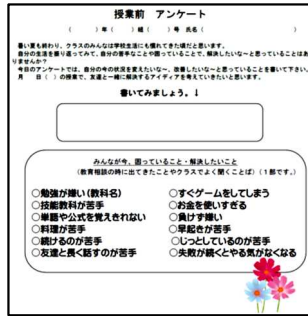 授業前　アンケート
（　　　）年（　　　）組（　　　）号　氏名（　　　　　　　　　　）
暑い夏も終わり、クラスのみんなは学校生活にも慣れてきた頃だと思います。
自分の生活を振り返ってみて、自分の苦手なことや困っていることで、解決したいな～と思っていることはあ
りませんか？
今日のアンケートでは、自分の今の状況を変えたいな～、改善したいな～と思っていることを書いて下さい。
月　　日（　）の授業で、友達と一緒に解決するアイディアを考えていきたいと思います。
書いてみましょう。↓
みんなが今、困っていること・解決したいこと
（教育相談の時に出てきたことやクラスでよく聞くことば）（1部です。）
○勉強が嫌い（教科名）　○すぐゲームをしてしまう
○技能教科が苦手　○お金を使いすぎる
○単語や公式を覚えきれない　○負けず嫌い
○料理が苦手　○早起きが苦手
○続けるのが苦手　○じっとしているのが苦手
○友達と長く話すのが苦手　○失敗が続くとやる気がなくなる